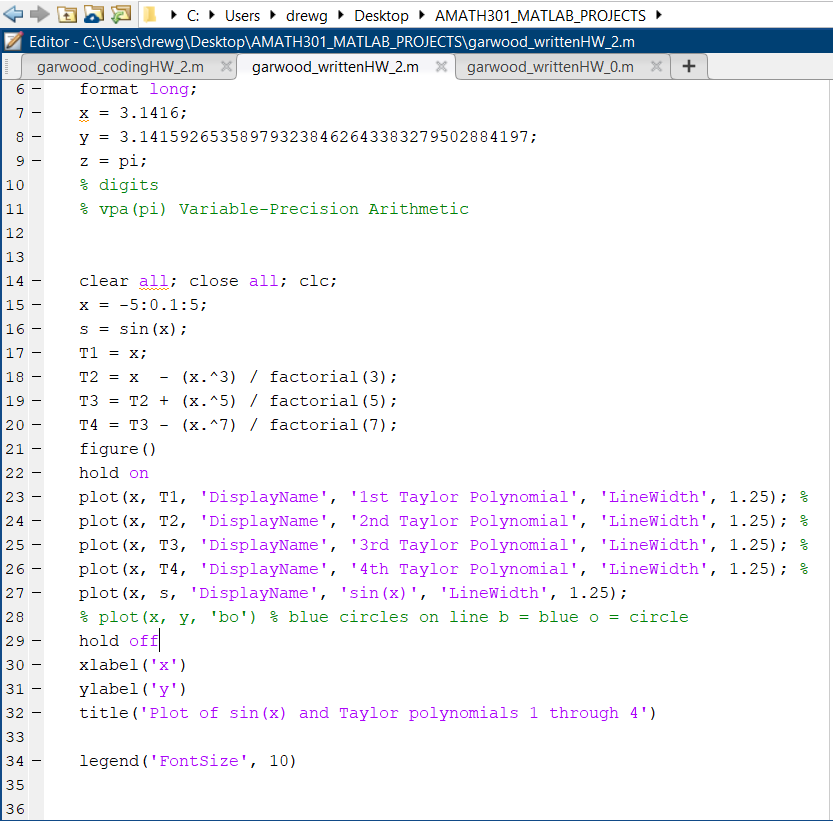 C: Users drewg Desktop AMATH301_MATLAB_PROJECTS
Editor - C:\Users\drewg\Desktop\AMATH301_MATLAB_PROJECTS\garwood_writtenHW_2.m
garwood_codingHW_2.m garwood_writtenHW_2.m garwood_writtenHW_0.m
6 format long;
7 x = 3.1416;
8 y = 3.1415926535897932384626433832795028​84197;
9 z = pi;
10 % digits
11 % vpa(pi) Variable-Precision Arithmetic
12
13
14 clear all; close all; clc;
15 x = -5:0.1:5;
16 s = sin(x);
17 T1 = x;
18 T2 = x  - (x.^3) / factorial(3);
19 T3 = T2 + (x.^5) / factorial(5);
20 T4 = T3 - (x.^7) / factorial(7);
21 figure()
22 hold on
23 plot(x, T1, 'DisplayName', '1st Taylor Polynomial', 'LineWidth', 1.25); %
24 plot(x, T2, 'DisplayName', '2nd Taylor Polynomial', 'LineWidth', 1.25); %
25 plot(x, T3, 'DisplayName', '3rd Taylor Polynomial', 'LineWidth', 1.25); %
26 plot(x, T4, 'DisplayName', '4th Taylor Polynomial', 'LineWidth', 1.25); %
27 plot(x, s, 'DisplayName', 'sin(x)', 'LineWidth', 1.25);
28 % plot(x, y, 'bo') % blue circles on line b = blue o = circle
29 hold off
30 xlabel('x')
31 ylabel('y')
32 title('Plot of sin(x) and Taylor polynomials 1 through 4')
33
34 legend('FontSize', 10)
35
36